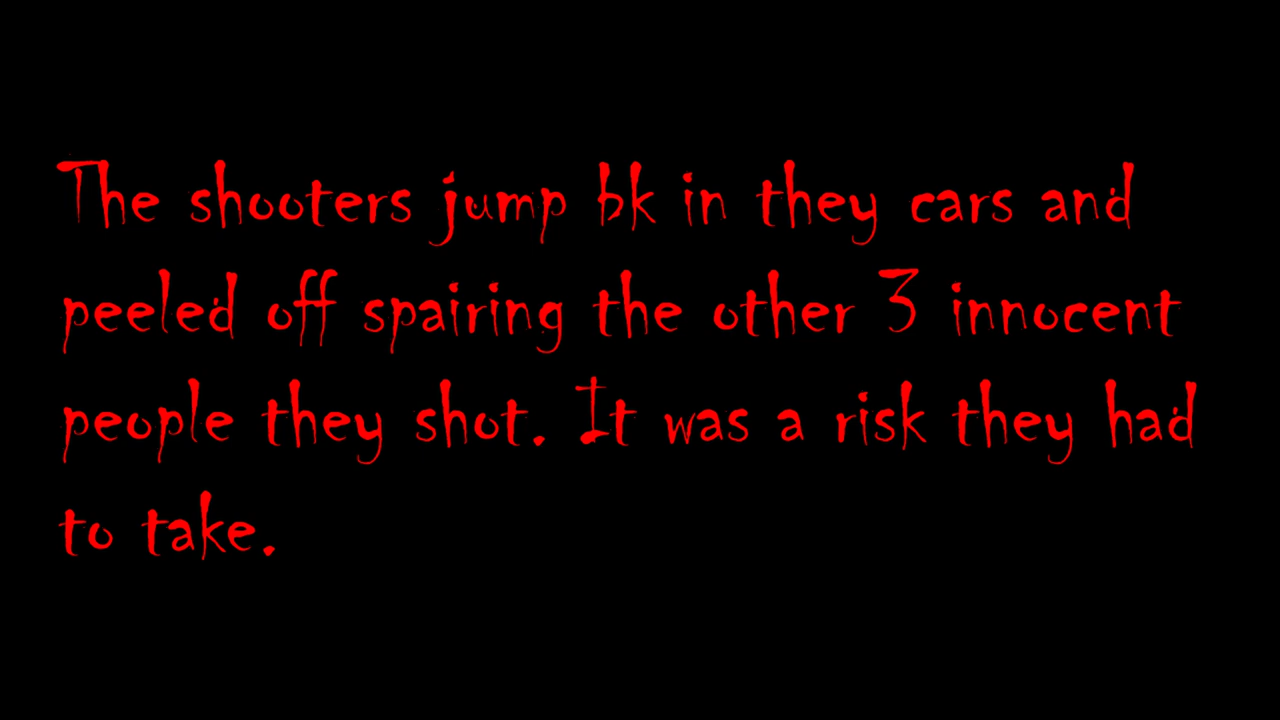 The shooters jump bk in they cars and
peeled off spairing the other 3 innocent
people they shot. It was a risk they had
to take.